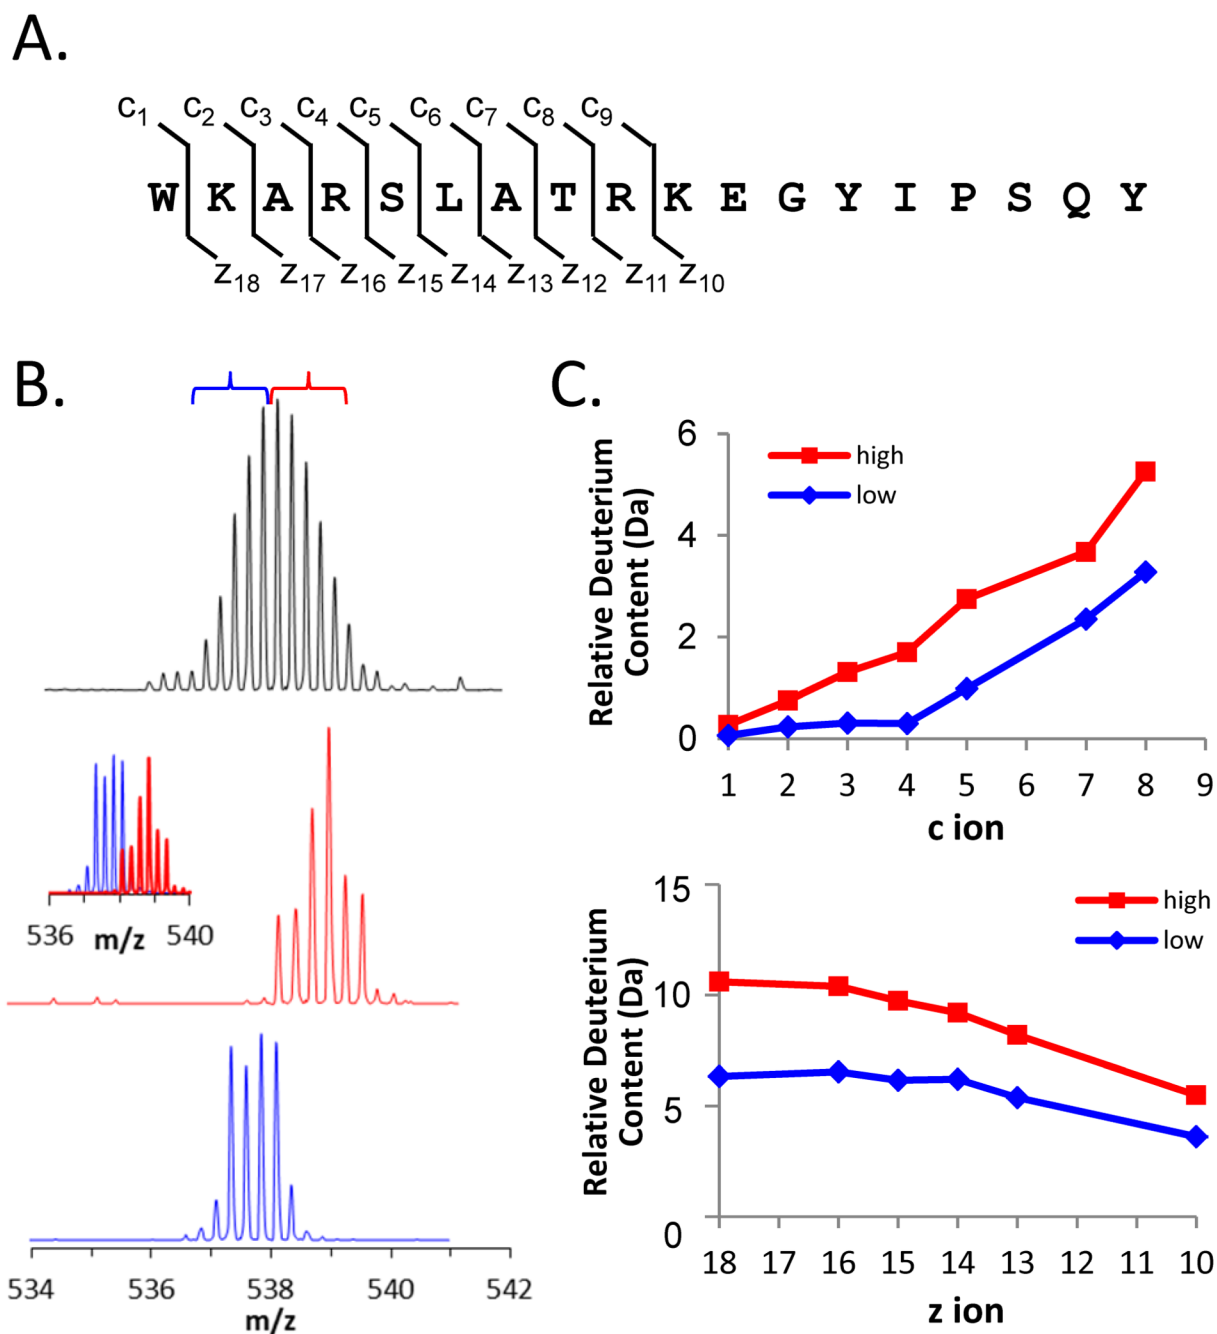 A.
C1 C2 C3 C4 C5 C6 C7 C8 C9
W K A R S L A T R K E G Y I P S Q Y
Z18 Z17 Z16 Z15 Z14 Z13 Z12 Z11 Z10
B.
536 m/z 540
534 536 538 540 542
m/z
C.
Relative Deuterium
Content (Da)
6
4
2
0
high
low
1 2 3 4 5 6 7 8 9
c ion
Relative Deuterium
Content (Da)
15
10
5
0
high
low
18 17 16 15 14 13 12 11 10
z ion